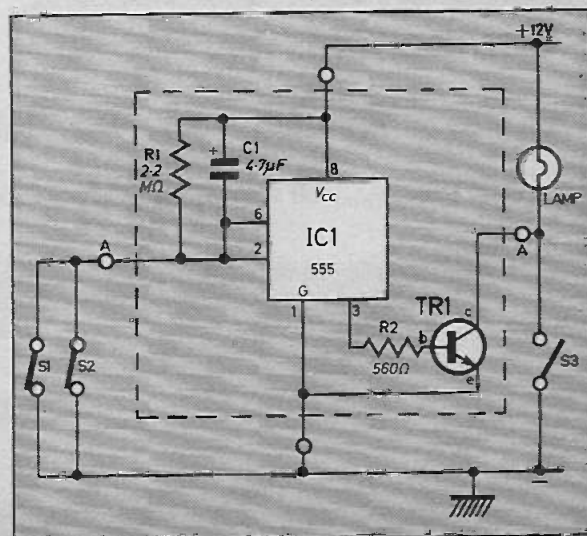 +12V
R1
2·2
MΩ
+
C1
4·7μF
8
VCC
LAMP
6
IC1
A
2
555
A
G
TR1
c
1
3
R2
b
S1
S2
560Ω
e
S3
−